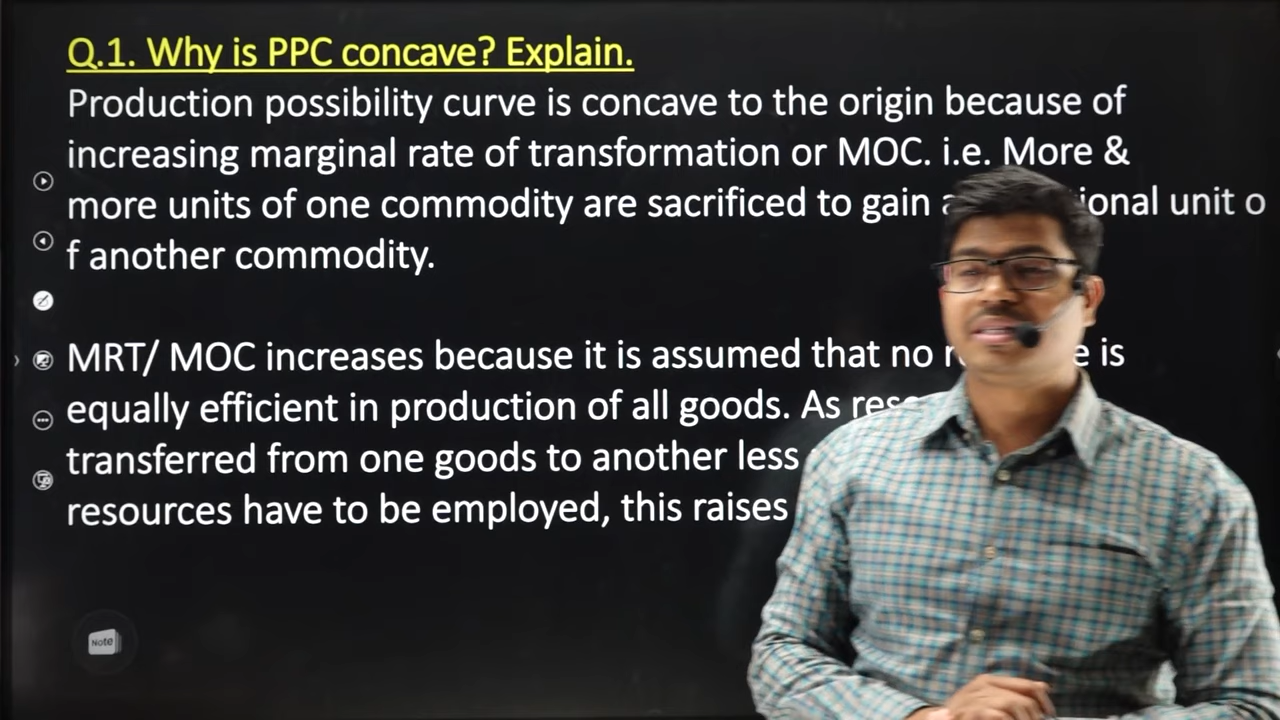 Q.1. Why is PPC concave? Explain.
Production possibility curve is concave to the origin because of
increasing marginal rate of transformation or MOC. i.e. More &
more units of one commodity are sacrificed to gain unit o
f another commodity.
MRT/ MOC increases because it is assumed that no is
equally efficient in production of all goods. As
transferred from one goods to another less
resources have to be employed, this raises
Note